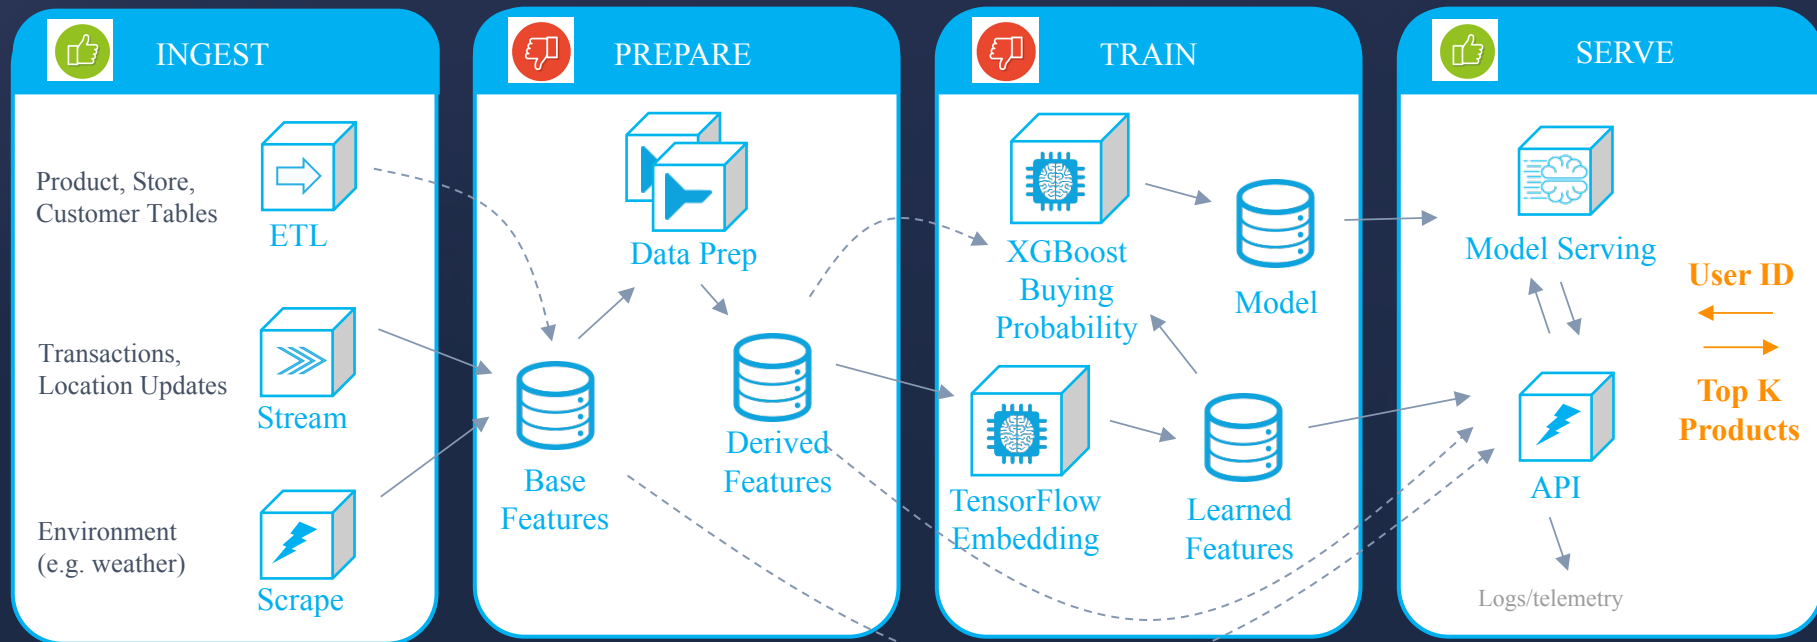 INGEST
Product, Store,
Customer Tables
ETL
Transactions,
Location Updates
Stream
Environment
(e.g. weather)
Scrape
PREPARE
Data Prep
Base
Features
Derived
Features
TRAIN
XGBoost
Buying
Probability
Model
TensorFlow
Embedding
Learned
Features
SERVE
Model Serving
User ID
Top K
Products
API
Logs/telemetry